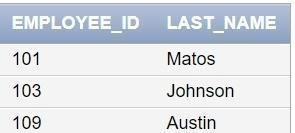 EMPLOYEE_ID LAST_NAME
101 Matos
103 Johnson
109 Austin